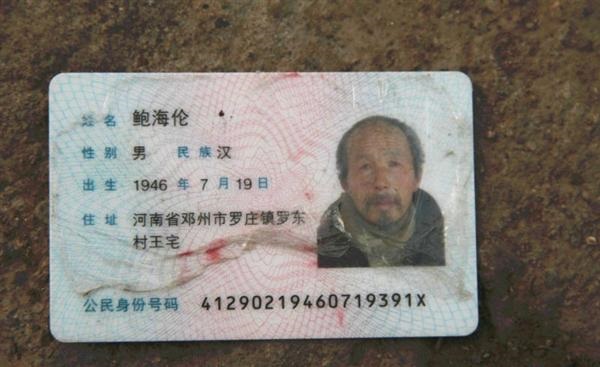 姓名 鲍海伦
性别 男 民族 汉
出生 1946 年 7 月 19 日
住址 河南省邓州市罗庄镇罗东
村王宅
公民身份号码 41290219460719391X